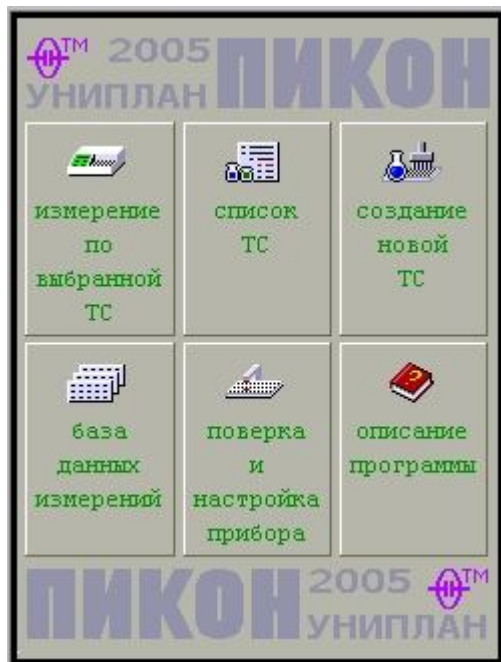 TM 2005 ПИКОН
УНИПЛАН
измерение
по
выбранной
ТС
список
ТС
создание
новой
ТС
база
данных
измерений
поверка
и
настройка
прибора
описание
программы
ПИКОН 2005 TM
УНИПЛАН